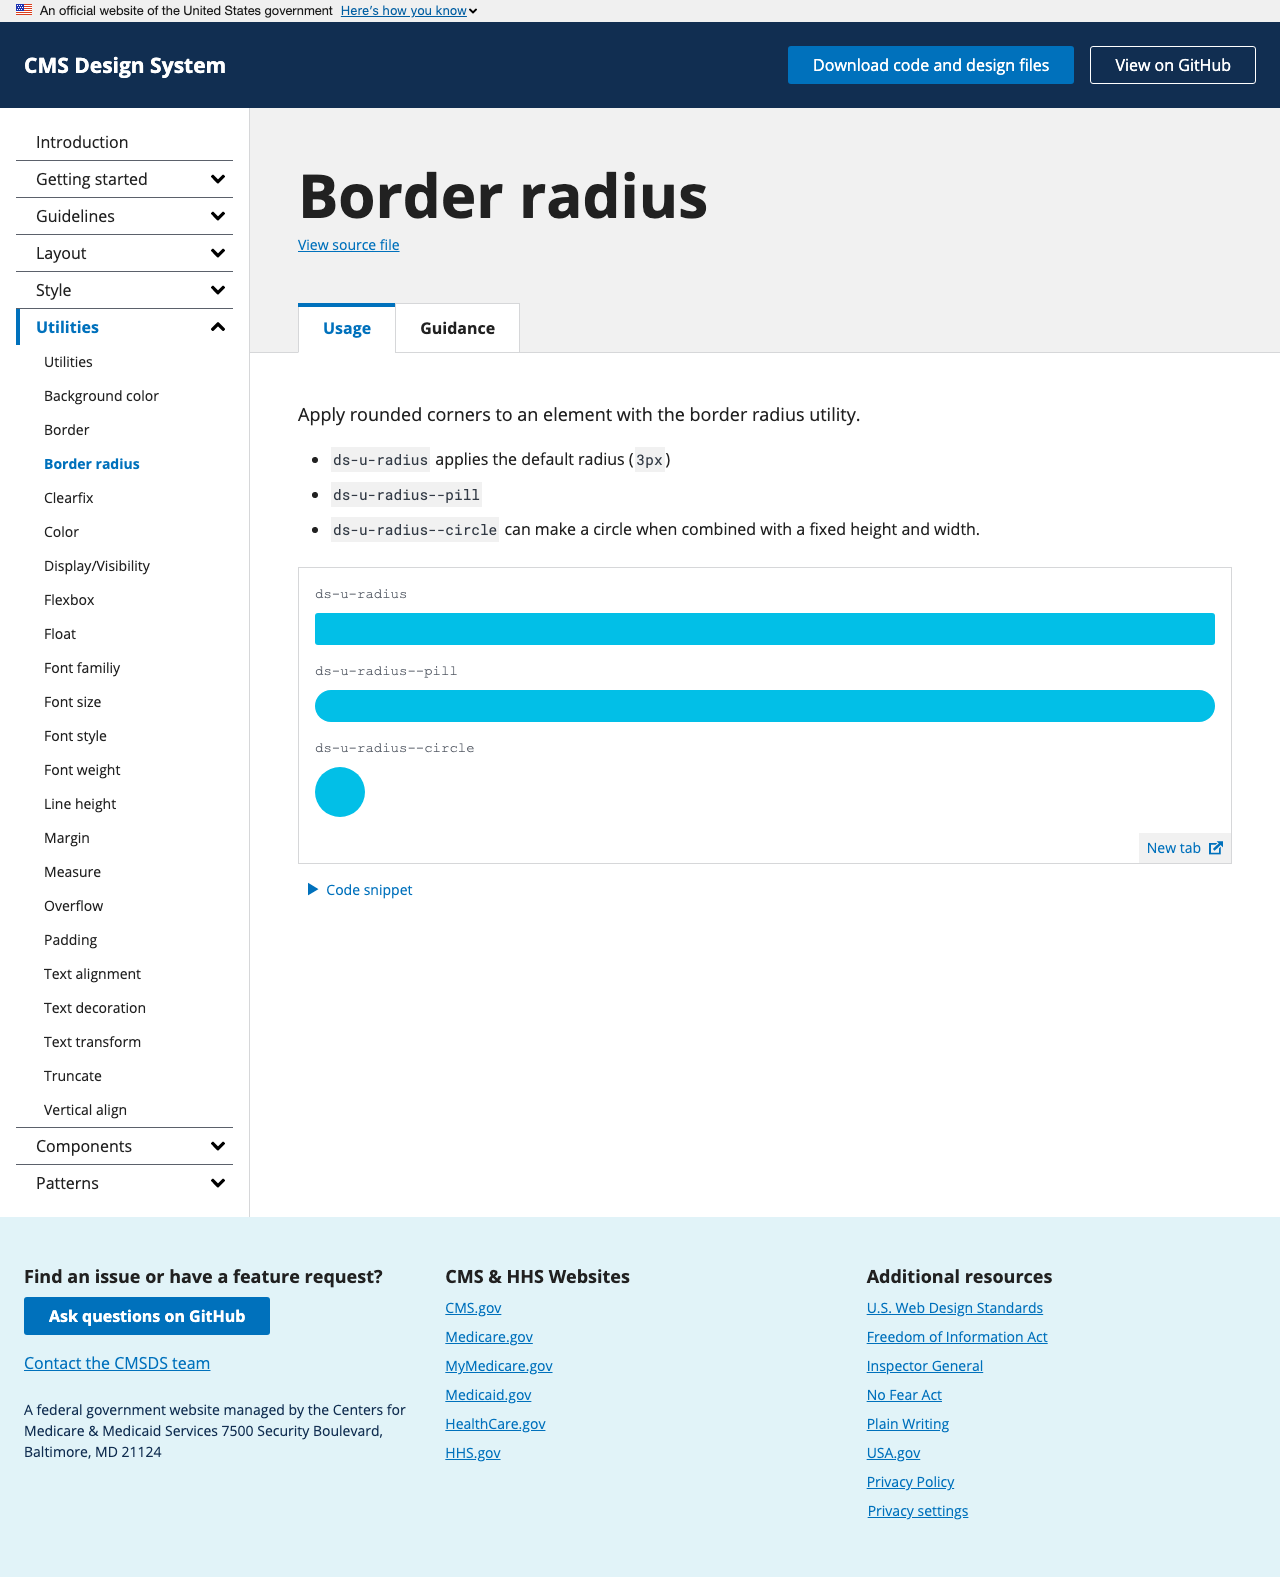 An official website of the United States government Here's how you know
CMS Design System
Download code and design files
View on GitHub
Introduction
Getting started
Guidelines
Layout
Style
Utilities
Utilities
Background color
Border
Border radius
Clearfix
Color
Display/Visibility
Flexbox
Float
Font familiy
Font size
Font style
Font weight
Line height
Margin
Measure
Overflow
Padding
Text alignment
Text decoration
Text transform
Truncate
Vertical align
Components
Patterns
Border radius
View source file
Usage
Guidance
Apply rounded corners to an element with the border radius utility.
ds-u-radius applies the default radius (3px)
ds-u-radius--pill
ds-u-radius--circle can make a circle when combined with a fixed height and width.
ds-u-radius
ds-u-radius--pill
ds-u-radius--circle
New tab
Code snippet
Find an issue or have a feature request?
Ask questions on GitHub
Contact the CMSDS team
A federal government website managed by the Centers for
Medicare & Medicaid Services 7500 Security Boulevard,
Baltimore, MD 21124
CMS & HHS Websites
CMS.gov
Medicare.gov
MyMedicare.gov
Medicaid.gov
HealthCare.gov
HHS.gov
Additional resources
U.S. Web Design Standards
Freedom of Information Act
Inspector General
No Fear Act
Plain Writing
USA.gov
Privacy Policy
Privacy settings